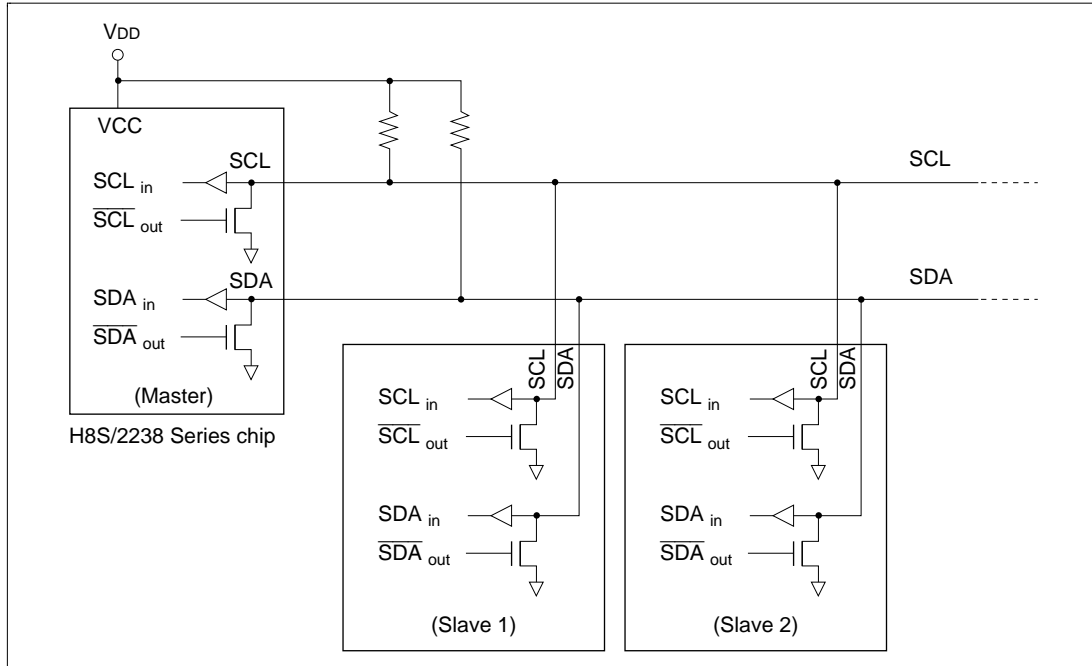 VDD
VCC
SCL
SCL in
SCL out
SDA
SDA in
SDA out
(Master)
H8S/2238 Series chip
SCL
SDA
SCL
SDA
SCL in
SCL out
SDA in
SDA out
(Slave 1)
SCL
SDA
SCL in
SCL out
SDA in
SDA out
(Slave 2)